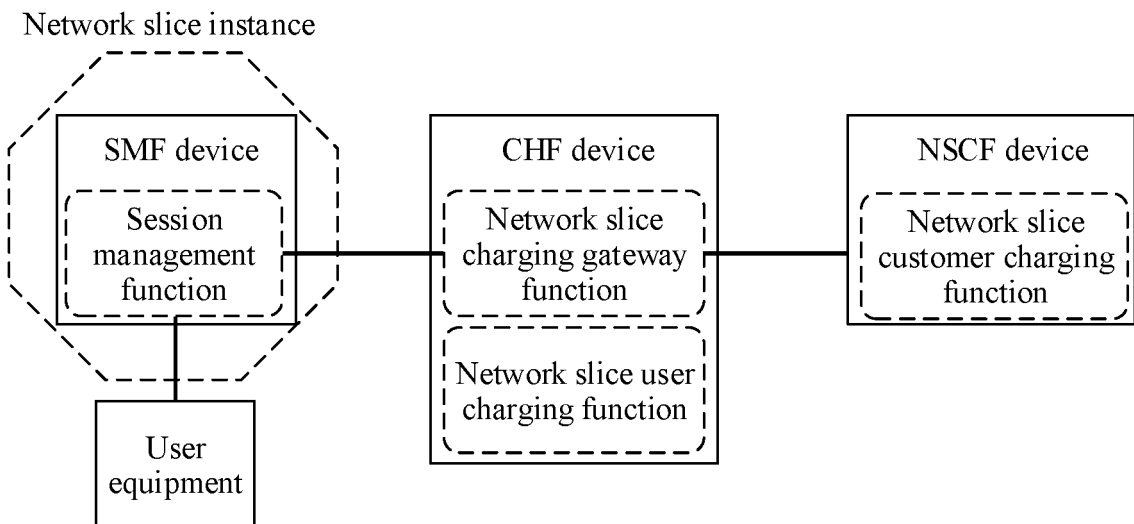 Network slice instance
SMF device
Session
management
function
User
equipment
CHF device
Network slice
charging gateway
function
Network slice user
charging function
NSCF device
Network slice
customer charging
function